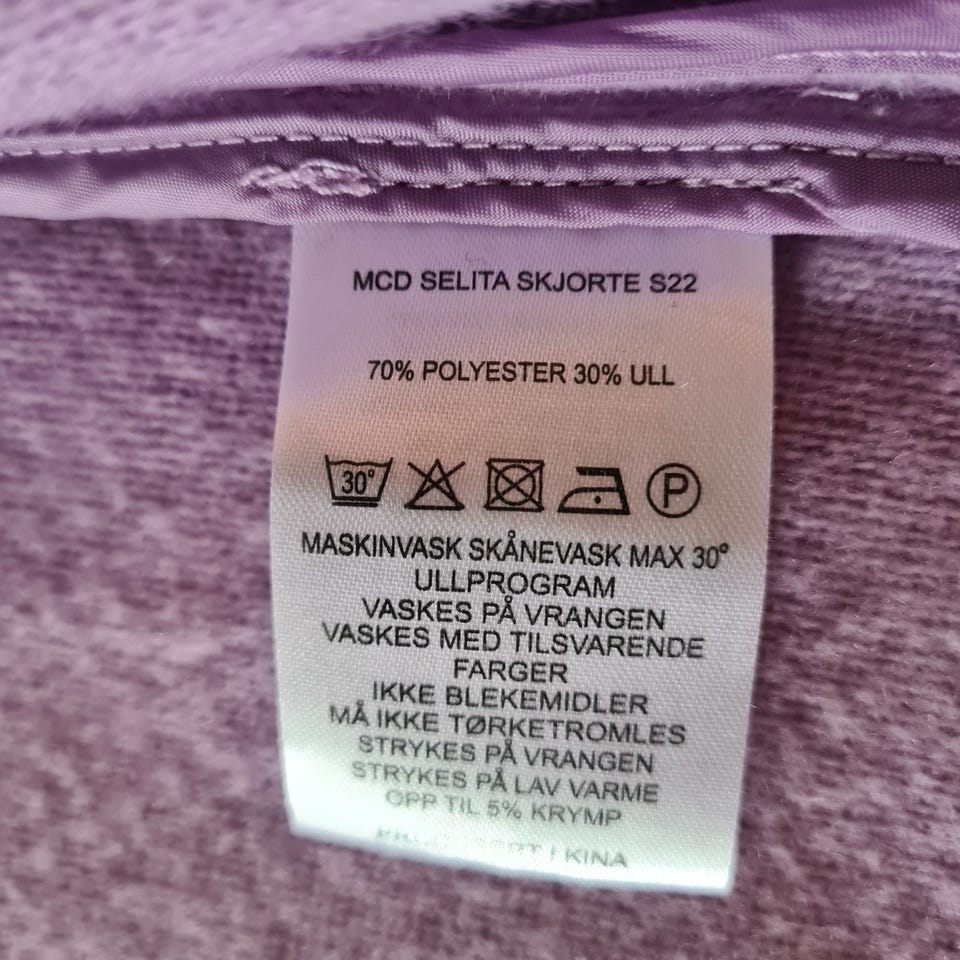 MCD SELITA SKJORTE S22
70% POLYESTER 30% ULL
30° P
MASKINVASK SKÅNEVASK MAX 30°
ULLPROGRAM
VASKES PÅ VRANGEN
VASKES MED TILSVARENDE
FARGER
IKKE BLEKEMIDLER
MÅ IKKE TØRKETROMLES
STRYKES PÅ VRANGEN
STRYKES PÅ LAV VARME
OPP TIL 5% KRYMP
I KINA